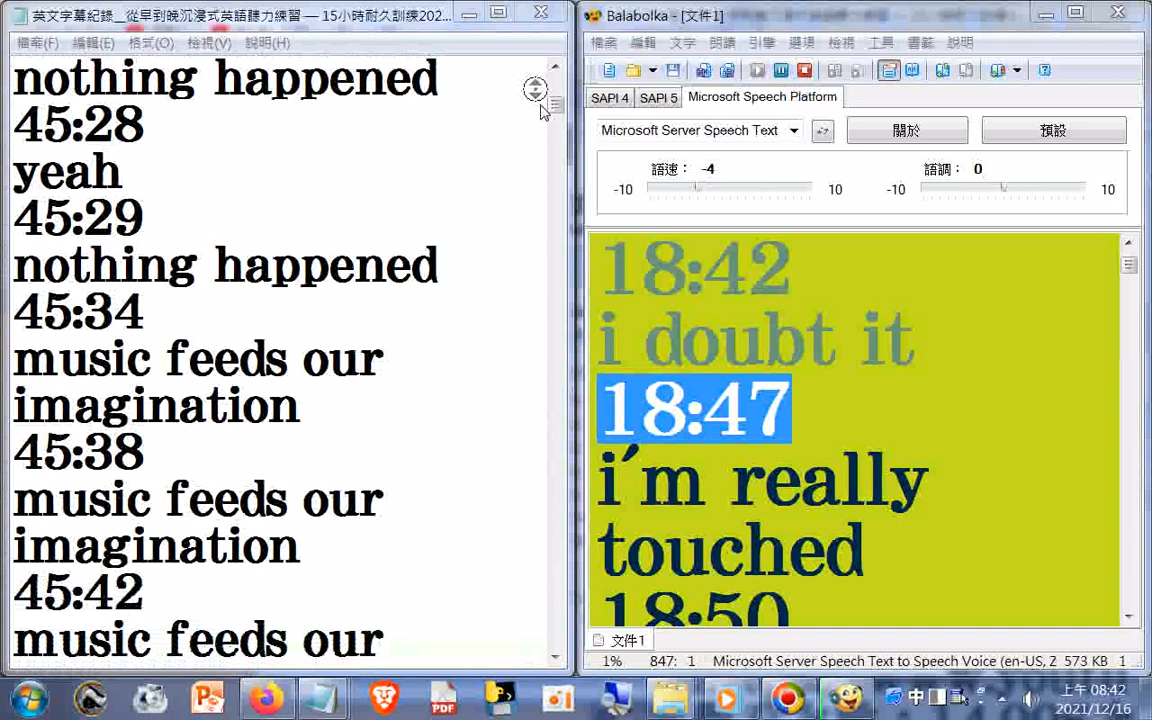 英文字幕紀錄__從早到晚沉浸式英語聽力練習 — 15小時耐久訓練202...
檔案(F) 編輯(E) 格式(O) 檢視(V) 說明(H)
nothing happened
45:28
yeah
45:29
nothing happened
45:34
music feeds our
imagination
45:38
music feeds our
imagination
45:42
music feeds our
Balabolka - [文件1]
檔案 編輯 文字 朗讀 引擎 選項 檢視 工具 書籤 說明
SAPI 4 SAPI 5 Microsoft Speech Platform
Microsoft Server Speech Text 關於 預設
語速： -4 語調： 0
-10 10 -10 10
18:42
i doubt it
18:47
i´m really
touched
18:50
文件1
1% 847: 1 Microsoft Server Speech Text to Speech Voice (en-US, 2 573 KB 1
PDF 中 上午 08:42
2021/12/16